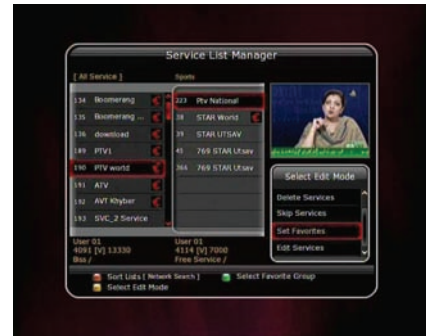 Service List Manager
[ All Service ]
Sports
134 Boomerang
135 Boomerang ...
136 download
189 PTV1
190 PTV world
191 ATV
192 AVT Khyber
193 SVC_2 Service
223 Ptv National
38 STAR World
39 STAR UTSAV
45 769 STAR Utsav
364 769 STAR Utsav
Select Edit Mode
Delete Services
Skip Services
Set Favorites
Edit Services
User 01
4091 [V] 13330
Biss /
User 01
4114 [V] 7000
Free Service /
Sort Lists [ Network Search ]
Select Favorite Group
Select Edit Mode